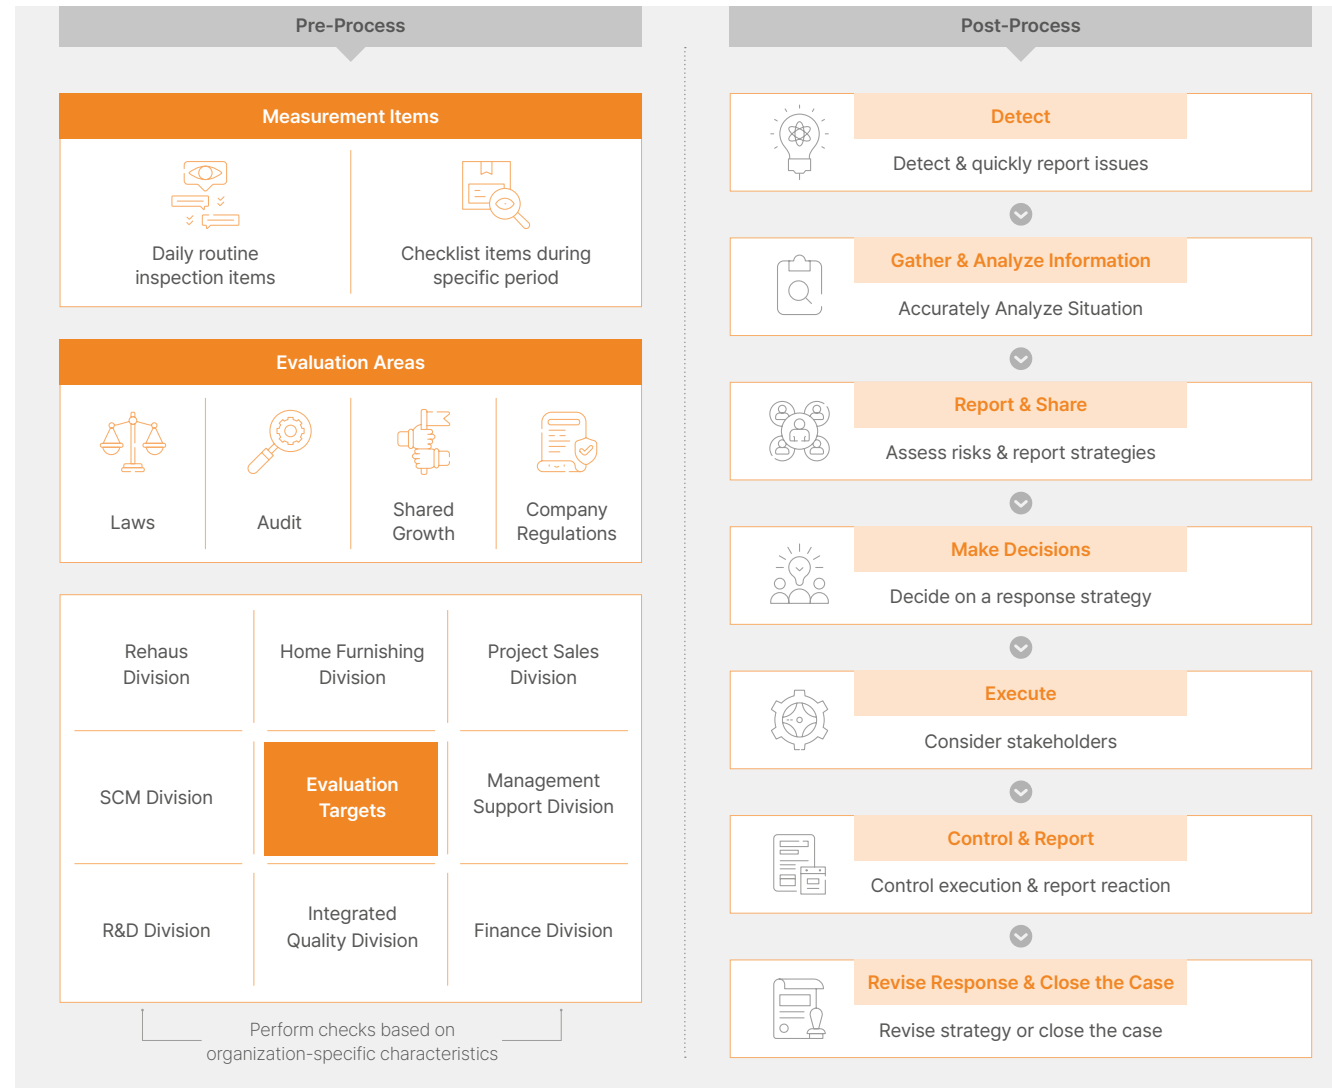 Pre-Process
Measurement Items
Daily routine
inspection items
Checklist items during
specific period
Evaluation Areas
Laws
Audit
Shared
Growth
Company
Regulations
Rehaus
Division
Home Furnishing
Division
Project Sales
Division
SCM Division
Evaluation
Targets
Management
Support Division
R&D Division
Integrated
Quality Division
Finance Division
Perform checks based on
organization-specific characteristics
Post-Process
Detect
Detect & quickly report issues
Gather & Analyze Information
Accurately Analyze Situation
Report & Share
Assess risks & report strategies
Make Decisions
Decide on a response strategy
Execute
Consider stakeholders
Control & Report
Control execution & report reaction
Revise Response & Close the Case
Revise strategy or close the case